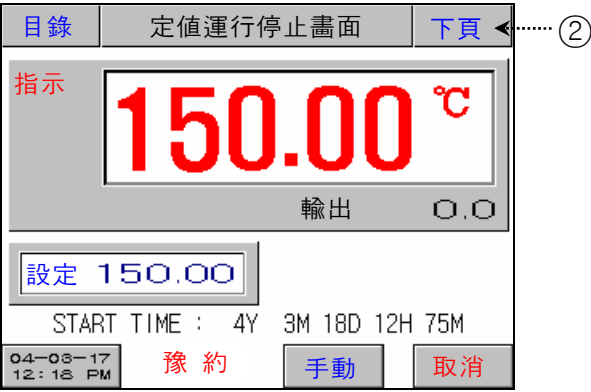 目錄 定值運行停止畫面 下頁 ②
指示
150.00 ℃
輸出 0.0
設定 150.00
START TIME : 4Y 3M 18D 12H 75M
04-03-17
12:18 PM
豫約 手動 取消